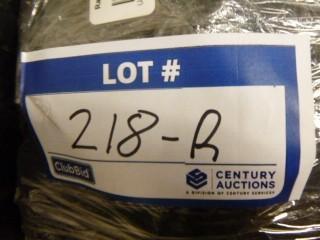 LOT #
218-R
ClubBid
CENTURY
AUCTIONS
A DIVISION OF CENTURY SERVICES